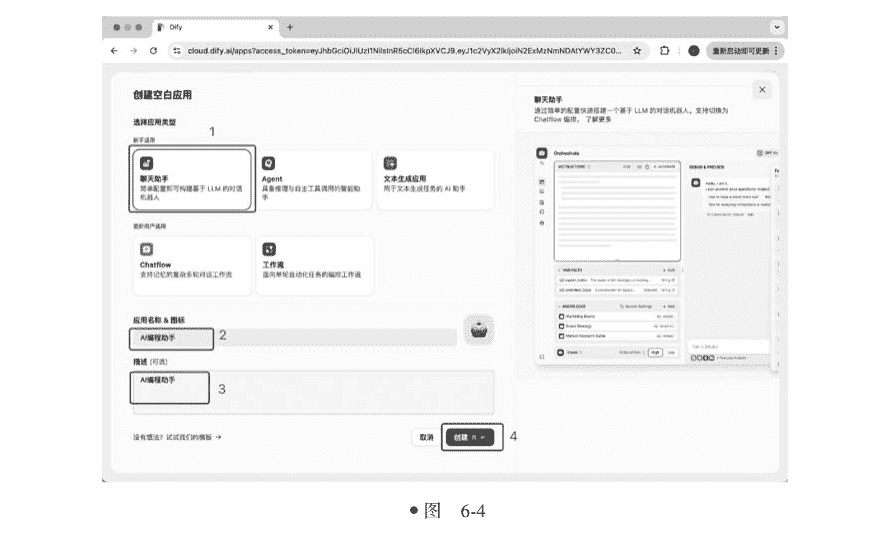 Dify
cloud.dify.ai/apps?access_token=eyJhbGciOiJIUzI1NiIsInR5cCI6IkpXVCJ9.eyJ1c2VyX2lkIjoiN2ExMzNmNDAtYWY3ZC0...
重新启动即可更新
创建空白应用
选择应用类型
1
新手适用
聊天助手
简单配置即可构建基于 LLM 的对话机器人
Agent
具备推理与自主工具调用的智能助手
文本生成应用
用于文本生成任务的 AI 助手
进阶用户适用
Chatflow
支持记忆的复杂多轮对话工作流
工作流
面向单轮自动化任务的编排工作流
应用名称 & 图标
AI编程助手
2
描述 (可选)
AI编程助手
3
没有想法? 试试我们的模板 →
取消
创建
4
聊天助手
通过简单的配置快速搭建一个基于 LLM 的对话机器人。支持切换为
Chatflow 编排。 了解更多
Orchestrate
INSTRUCTIONS
DEBUG & PREVIEW
VARIABLES
KNOWLEDGE
Marketing Basics
Brand Strategy
Market Research Guide
Vision
High
Low
• 图 6-4